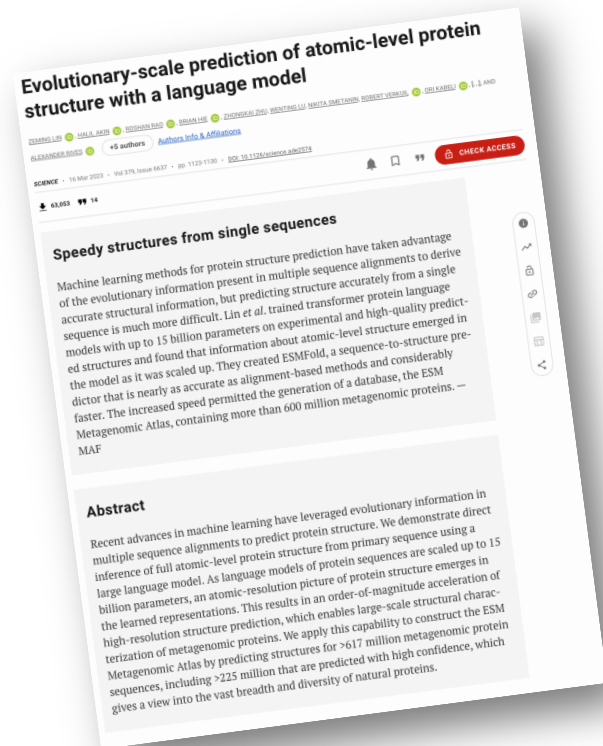 Evolutionary-scale prediction of atomic-level protein
structure with a language model
ZEMING LIN, HALIL AKIN, ROSHAN RAO, BRIAN HIE, ZHONGKAI ZHU, WENTING LU, NIKITA SMETANIN, ROBERT VERKUIL, ORI KABELI, [...] AND
ALEXANDER RIVES +5 authors Authors Info & Affiliations
SCIENCE • 16 Mar 2023 • Vol 379, Issue 6637 • pp. 1123-1130 • DOI: 10.1126/science.ade2574
63,053 14
CHECK ACCESS
Speedy structures from single sequences
Machine learning methods for protein structure prediction have taken advantage
of the evolutionary information present in multiple sequence alignments to derive
accurate structural information, but predicting structure accurately from a single
sequence is much more difficult. Lin et al. trained transformer protein language
models with up to 15 billion parameters on experimental and high-quality predict-
ed structures and found that information about atomic-level structure emerged in
the model as it was scaled up. They created ESMFold, a sequence-to-structure pre-
dictor that is nearly as accurate as alignment-based methods and considerably
faster. The increased speed permitted the generation of a database, the ESM
Metagenomic Atlas, containing more than 600 million metagenomic proteins. —
MAF
Abstract
Recent advances in machine learning have leveraged evolutionary information in
multiple sequence alignments to predict protein structure. We demonstrate direct
inference of full atomic-level protein structure from primary sequence using a
large language model. As language models of protein sequences are scaled up to 15
billion parameters, an atomic-resolution picture of protein structure emerges in
the learned representations. This results in an order-of-magnitude acceleration of
high-resolution structure prediction, which enables large-scale structural charac-
terization of metagenomic proteins. We apply this capability to construct the ESM
Metagenomic Atlas by predicting structures for >617 million metagenomic protein
sequences, including >225 million that are predicted with high confidence, which
gives a view into the vast breadth and diversity of natural proteins.